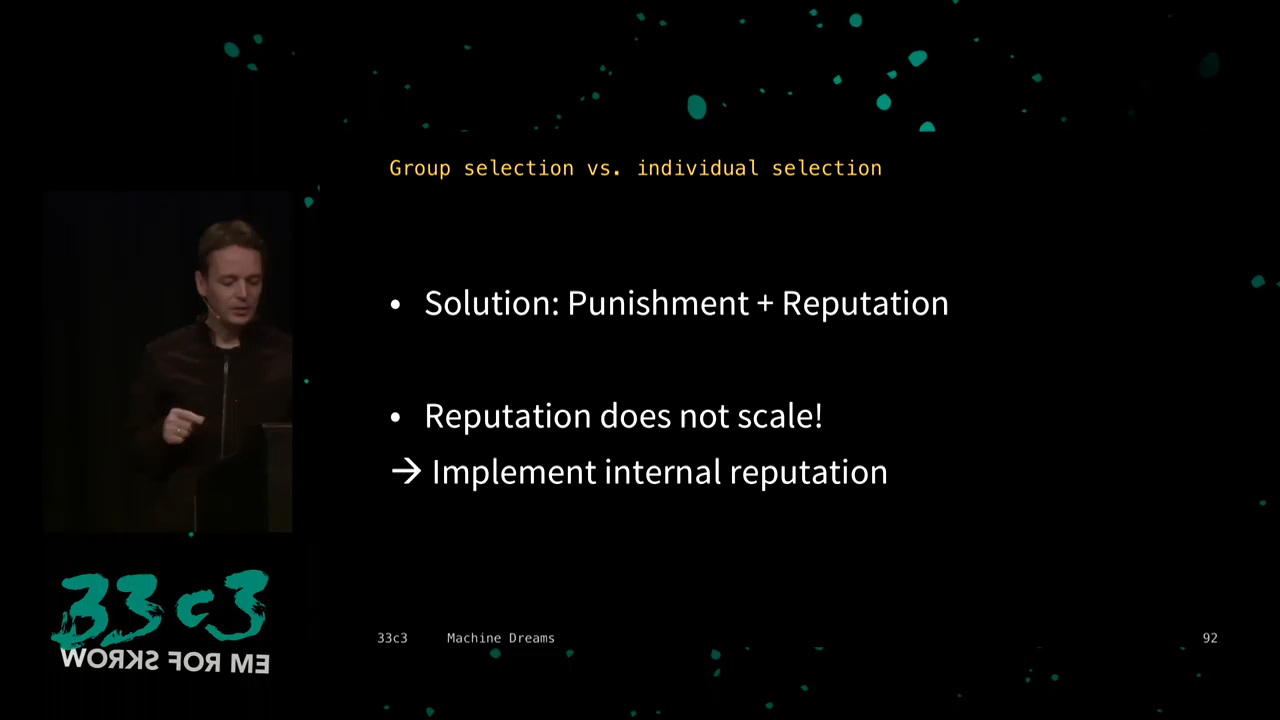 Group selection vs. individual selection
• Solution: Punishment + Reputation
• Reputation does not scale!
→ Implement internal reputation
33c3
WORKS FOR ME
33c3 Machine Dreams 92